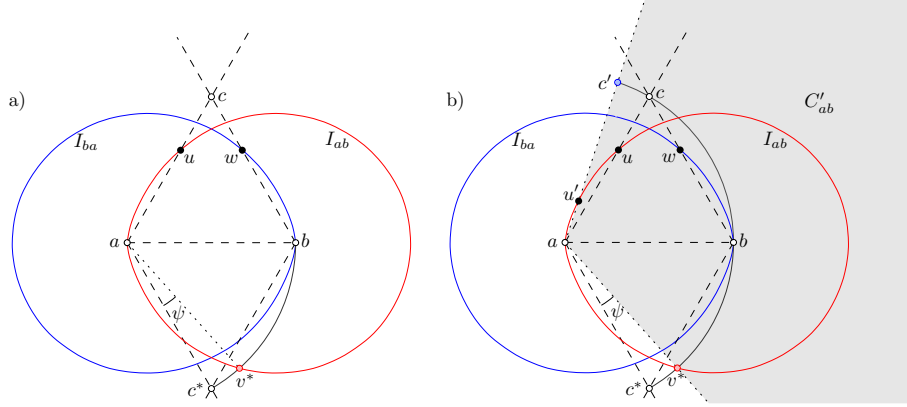 a)
c
I_{ba}
I_{ab}
u
w
a
b
ψ
v*
c*
b)
c'
c
C'_{ab}
I_{ba}
I_{ab}
u
w
u'
a
b
ψ
v*
c*